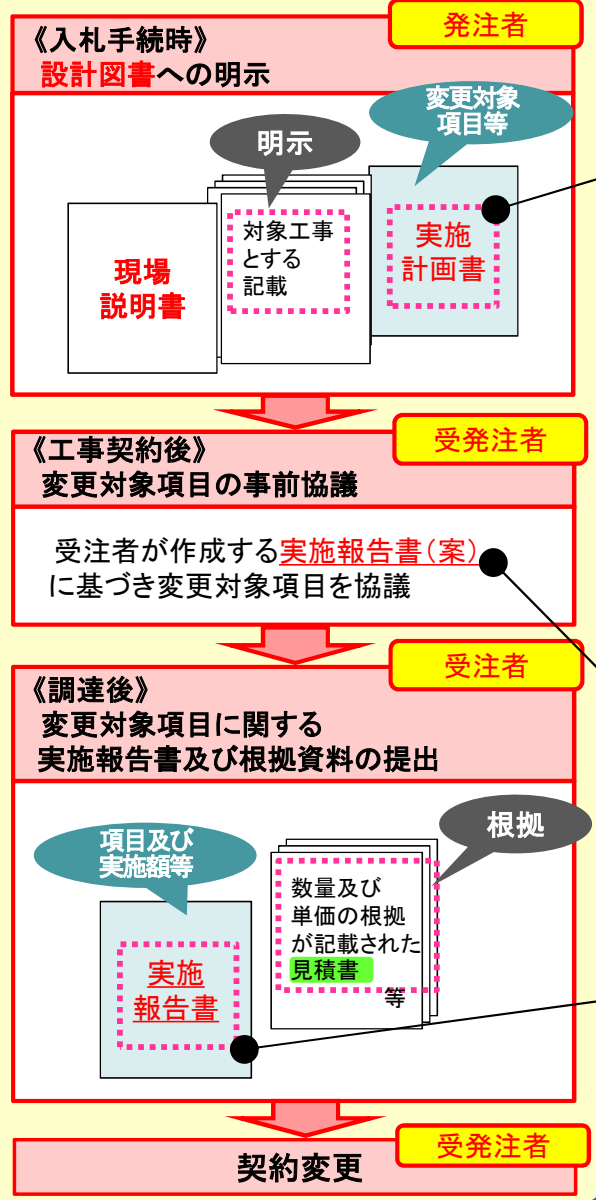 発注者
《入札手続時》
設計図書への明示
変更対象
項目等
明示
対象工事
とする
記載
実施
計画書
現場
説明書
受発注者
《工事契約後》
変更対象項目の事前協議
受注者が作成する実施報告書（案）
に基づき変更対象項目を協議
受注者
《調達後》
変更対象項目に関する
実施報告書及び根拠資料の提出
項目及び
実施額等
根拠
数量及び
単価の根拠
が記載された
見積書
等
実施
報告書
受発注者
契約変更